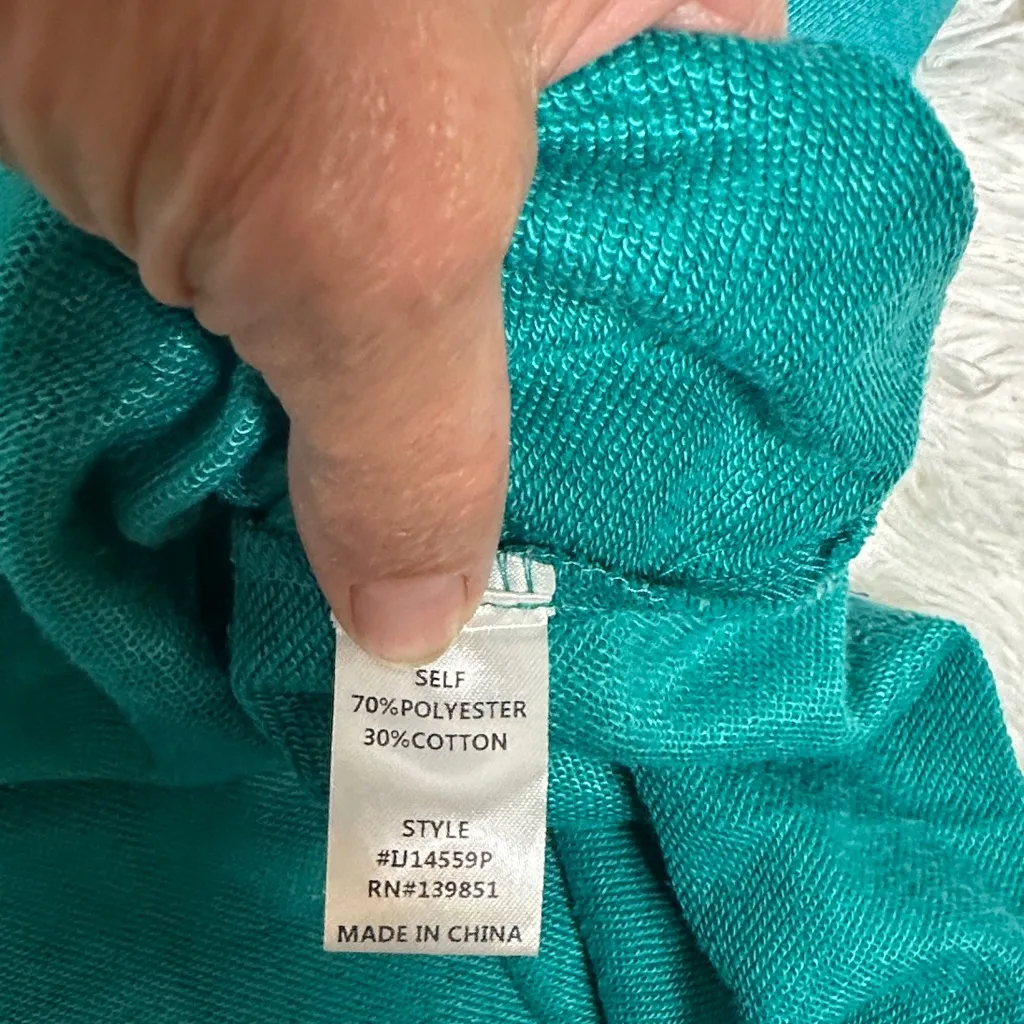 SELF
70%POLYESTER
30%COTTON
STYLE
#IJ14559P
RN#139851
MADE IN CHINA